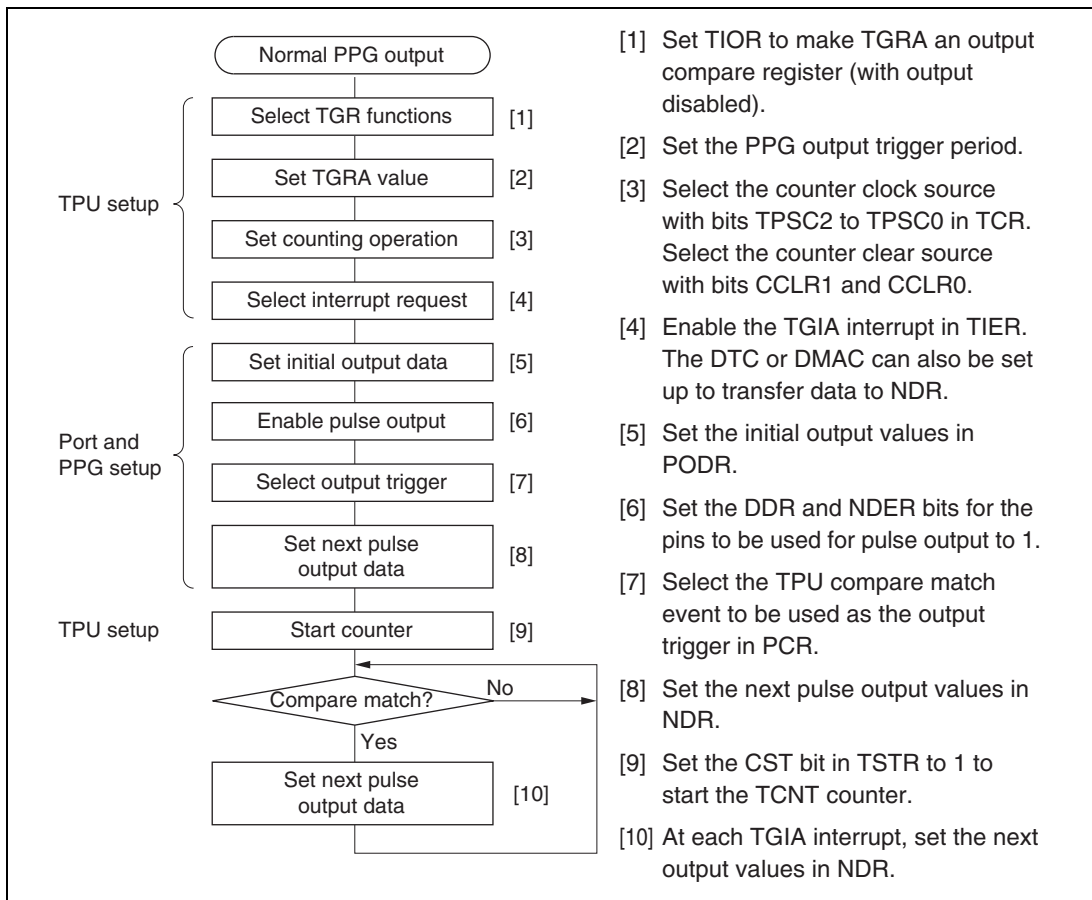 Normal PPG output
Select TGR functions [1]
Set TGRA value [2]
TPU setup
Set counting operation [3]
Select interrupt request [4]
Set initial output data [5]
Enable pulse output [6]
Port and
PPG setup
Select output trigger [7]
Set next pulse
output data
[8]
TPU setup
Start counter [9]
Compare match?
No
Yes
Set next pulse
output data
[10]
[1] Set TIOR to make TGRA an output
compare register (with output
disabled).
[2] Set the PPG output trigger period.
[3] Select the counter clock source
with bits TPSC2 to TPSC0 in TCR.
Select the counter clear source
with bits CCLR1 and CCLR0.
[4] Enable the TGIA interrupt in TIER.
The DTC or DMAC can also be set
up to transfer data to NDR.
[5] Set the initial output values in
PODR.
[6] Set the DDR and NDER bits for the
pins to be used for pulse output to 1.
[7] Select the TPU compare match
event to be used as the output
trigger in PCR.
[8] Set the next pulse output values in
NDR.
[9] Set the CST bit in TSTR to 1 to
start the TCNT counter.
[10] At each TGIA interrupt, set the next
output values in NDR.